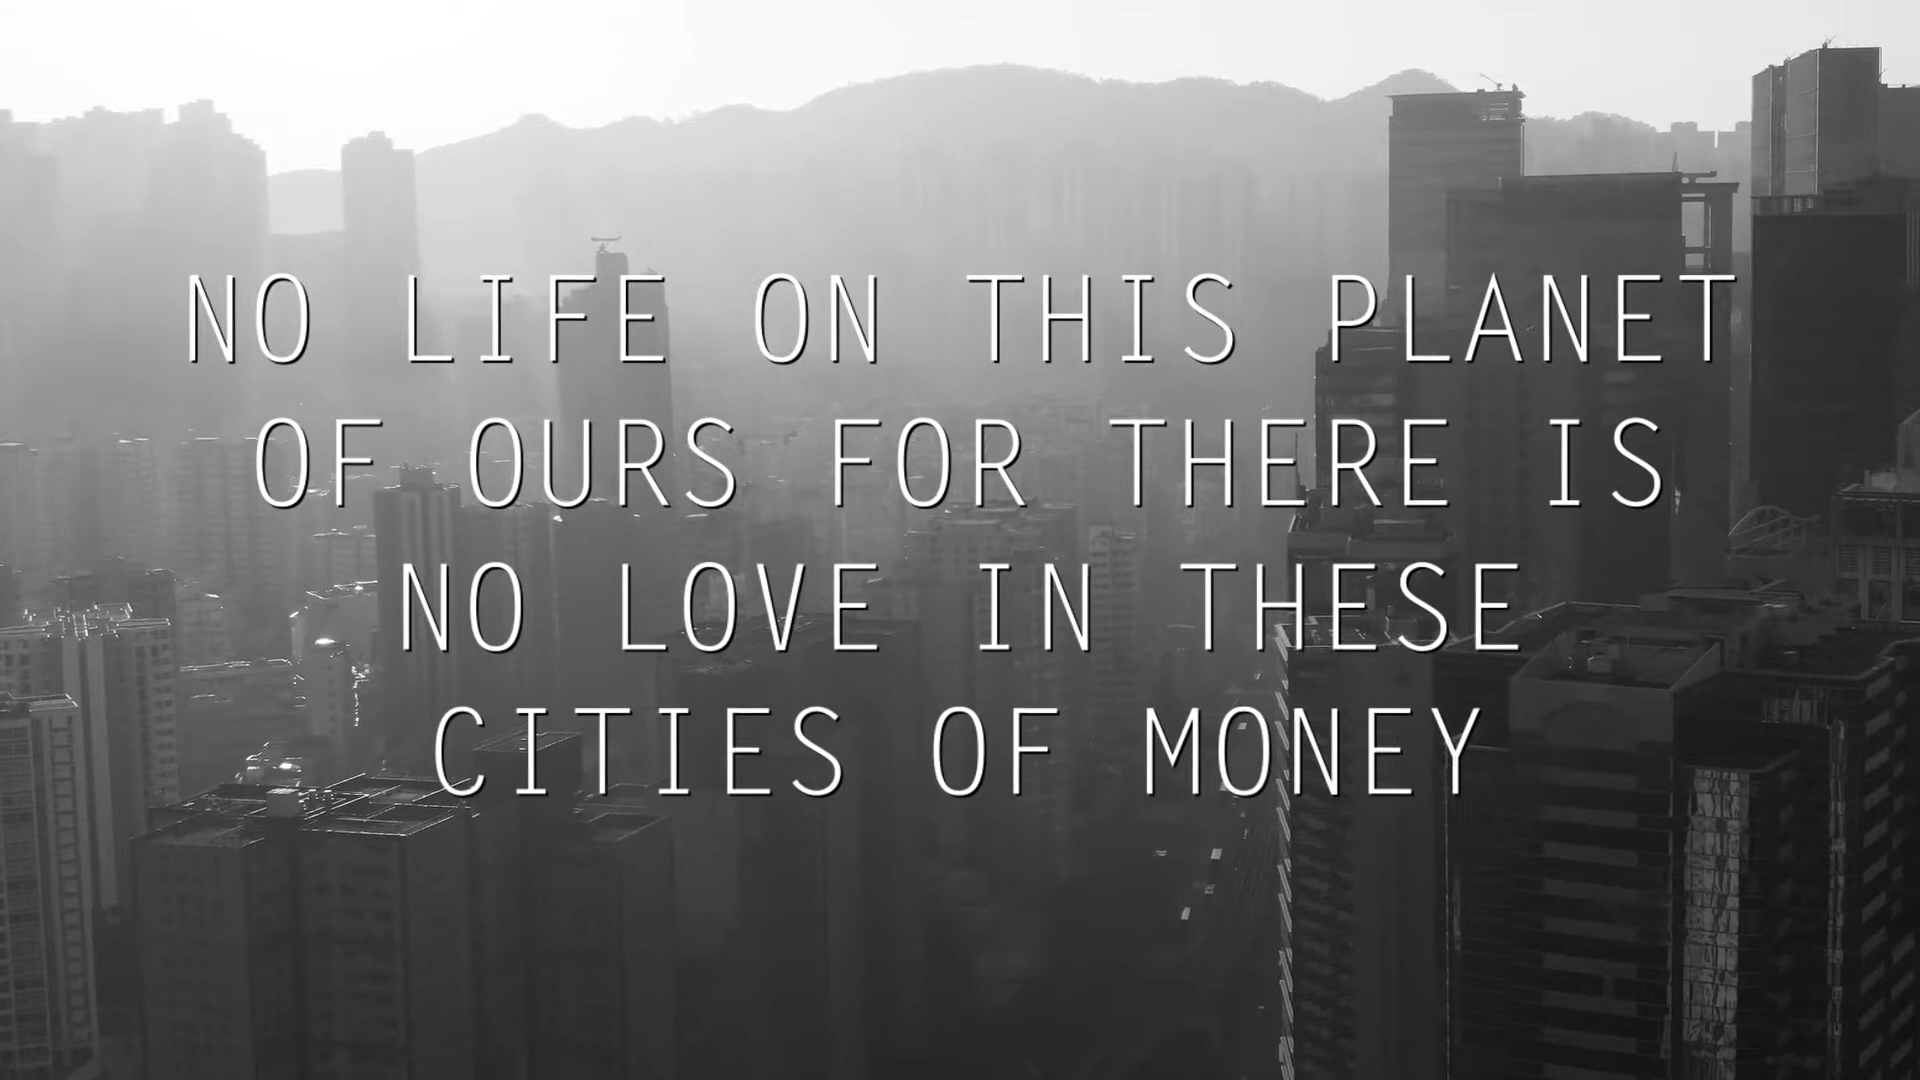 NO LIFE ON THIS PLANET
OF OURS FOR THERE IS
NO LOVE IN THESE
CITIES OF MONEY